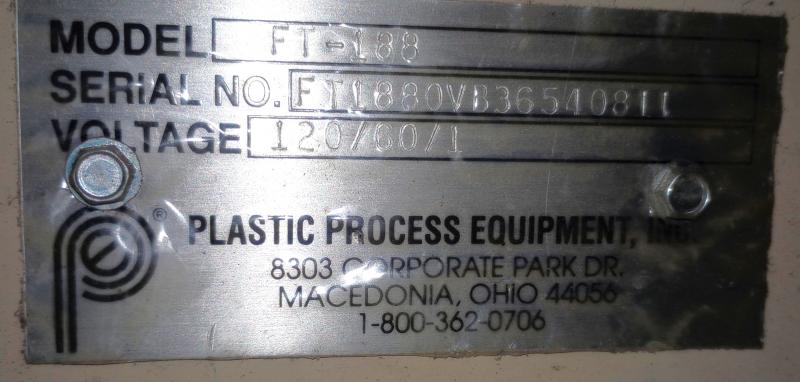 MODEL FT-188
SERIAL NO. FT1880VB36540811
VOLTAGE 120/60/1
pe ®
PLASTIC PROCESS EQUIPMENT, INC.
8303 CORPORATE PARK DR.
MACEDONIA, OHIO 44056
1-800-362-0706